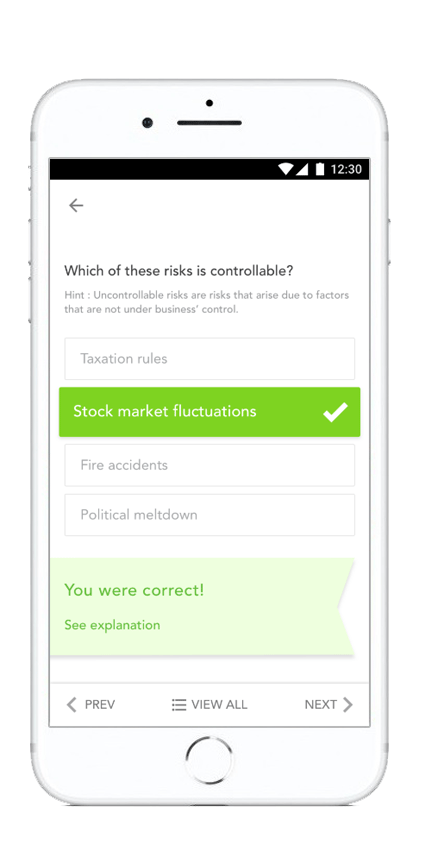 12:30
Which of these risks is controllable?
Hint : Uncontrollable risks are risks that arise due to factors
that are not under business’ control.
Taxation rules
Stock market fluctuations
Fire accidents
Political meltdown
You were correct!
See explanation
PREV
VIEW ALL
NEXT